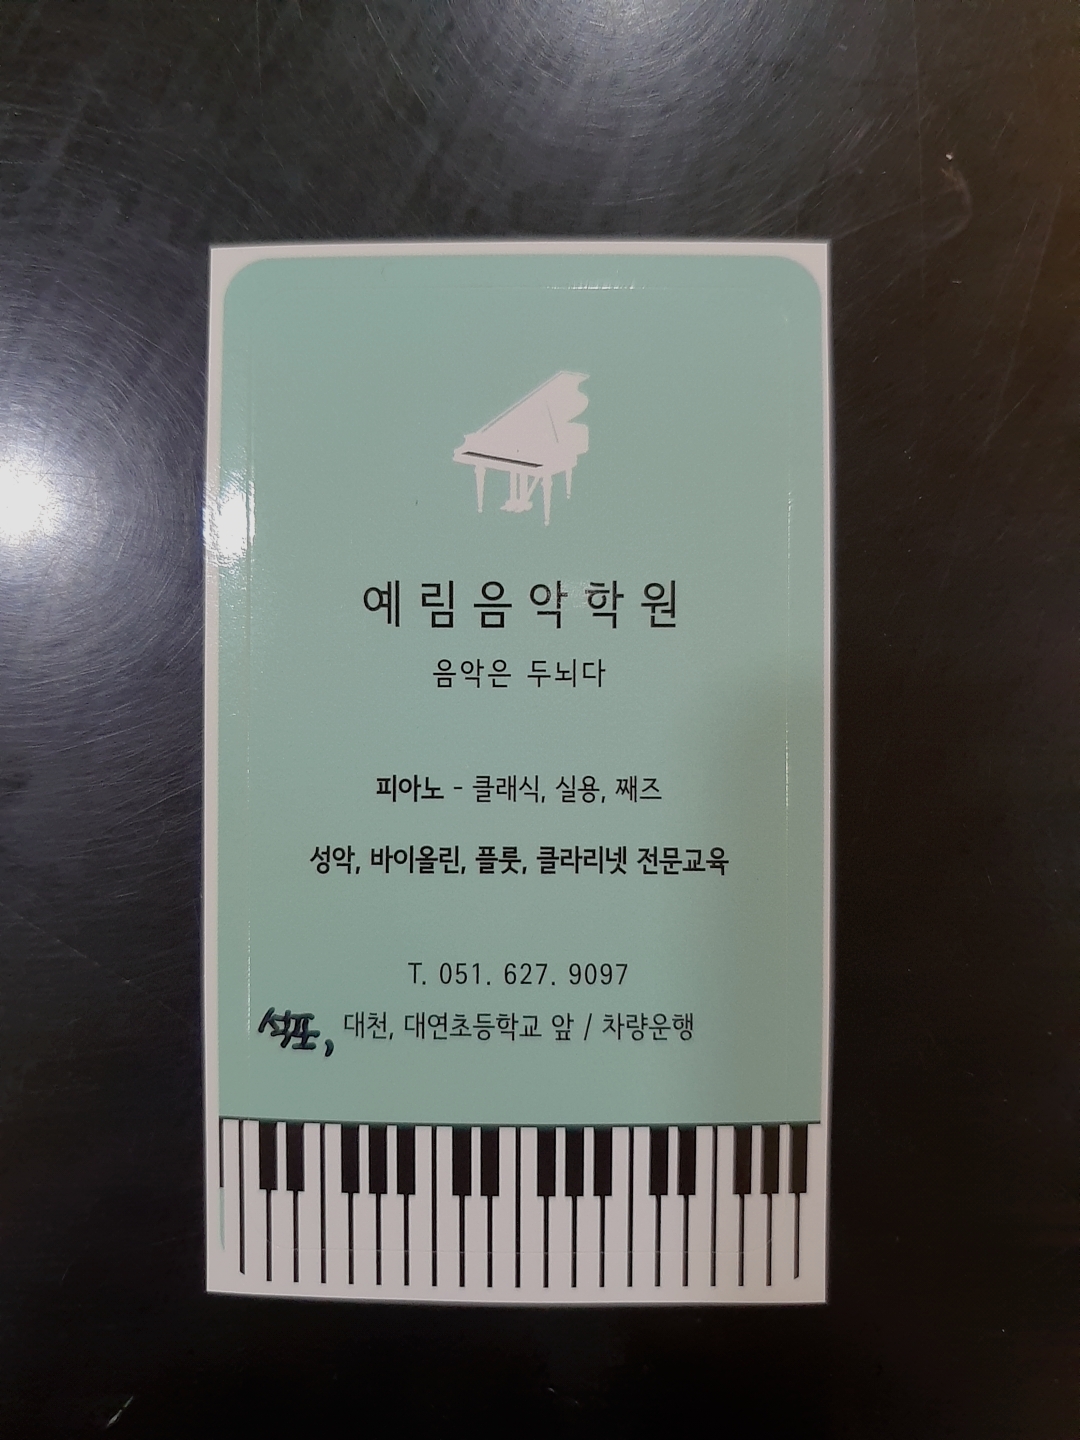 예림음악학원
음악은 두뇌다
피아노 - 클래식, 실용, 째즈
성악, 바이올린, 플룻, 클라리넷 전문교육
T. 051. 627. 9097
석포, 대천, 대연초등학교 앞 / 차량운행